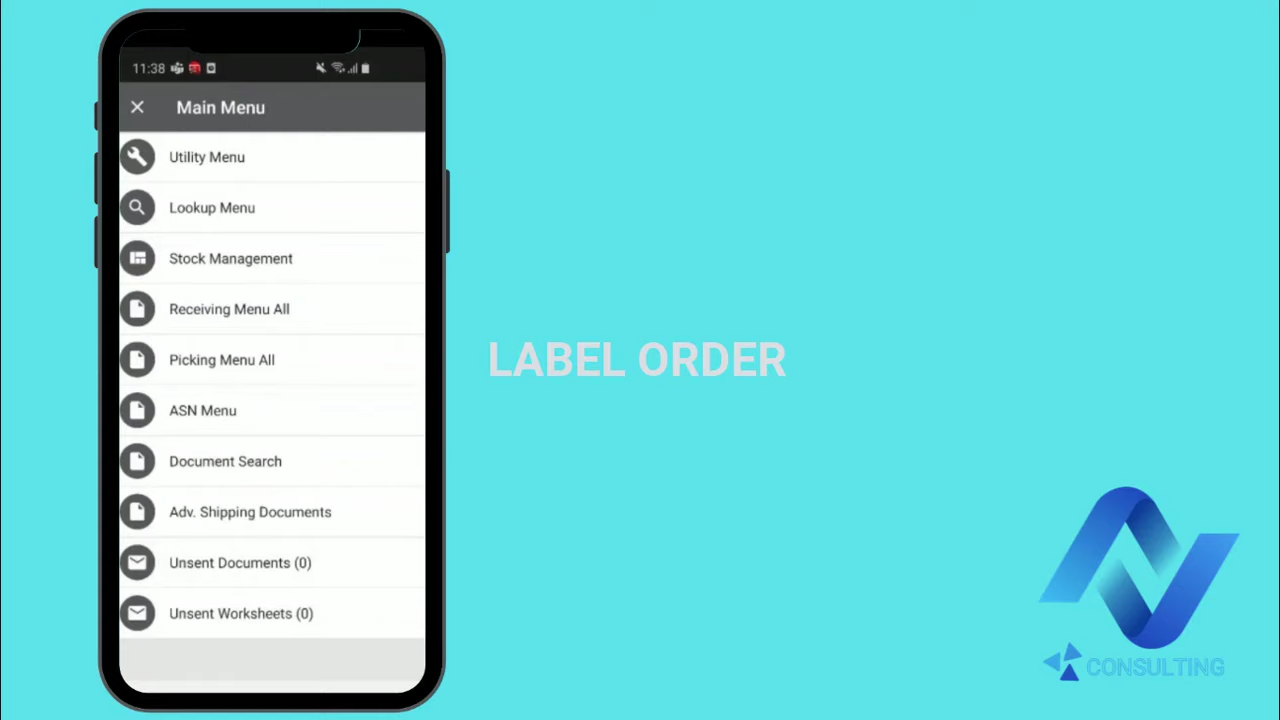 11:38
Main Menu
Utility Menu
Lookup Menu
Stock Management
Receiving Menu All
Picking Menu All
ASN Menu
Document Search
Adv. Shipping Documents
Unsent Documents (0)
Unsent Worksheets (0)
LABEL ORDER
CONSULTING